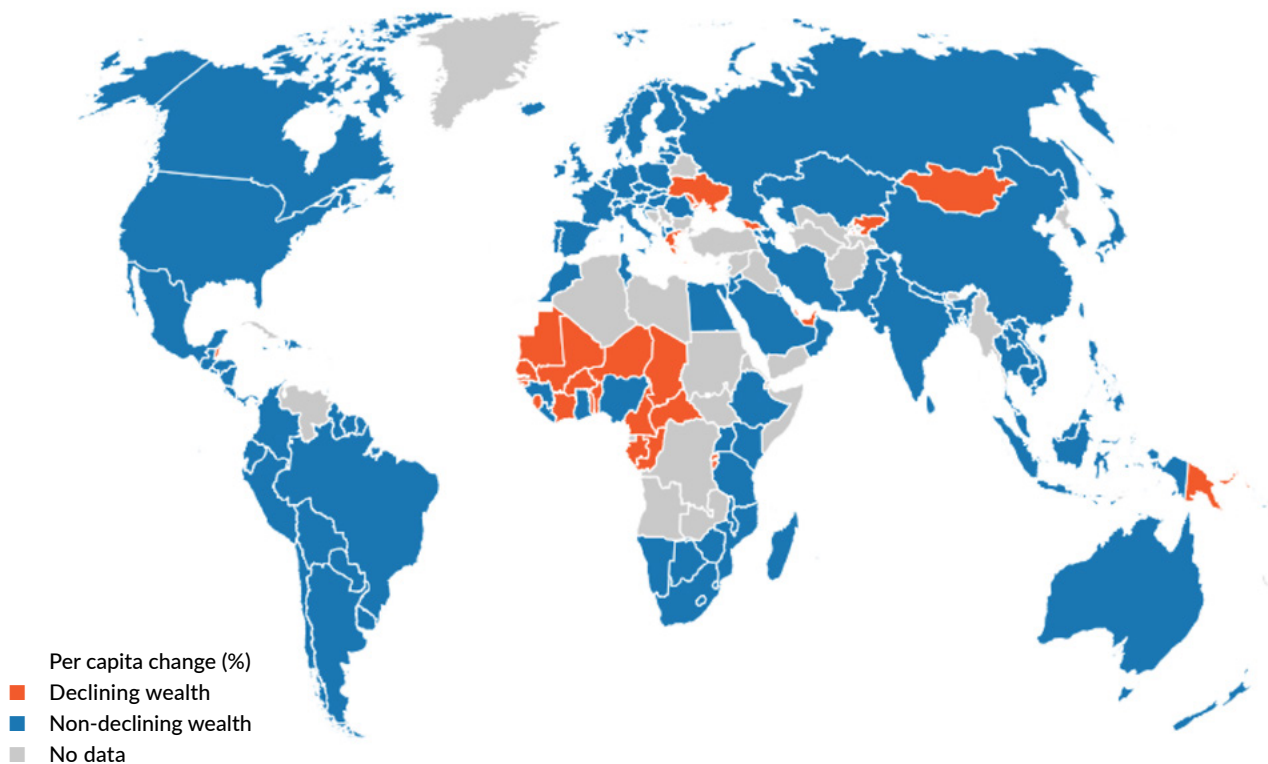 Per capita change (%)
Declining wealth
Non-declining wealth
No data